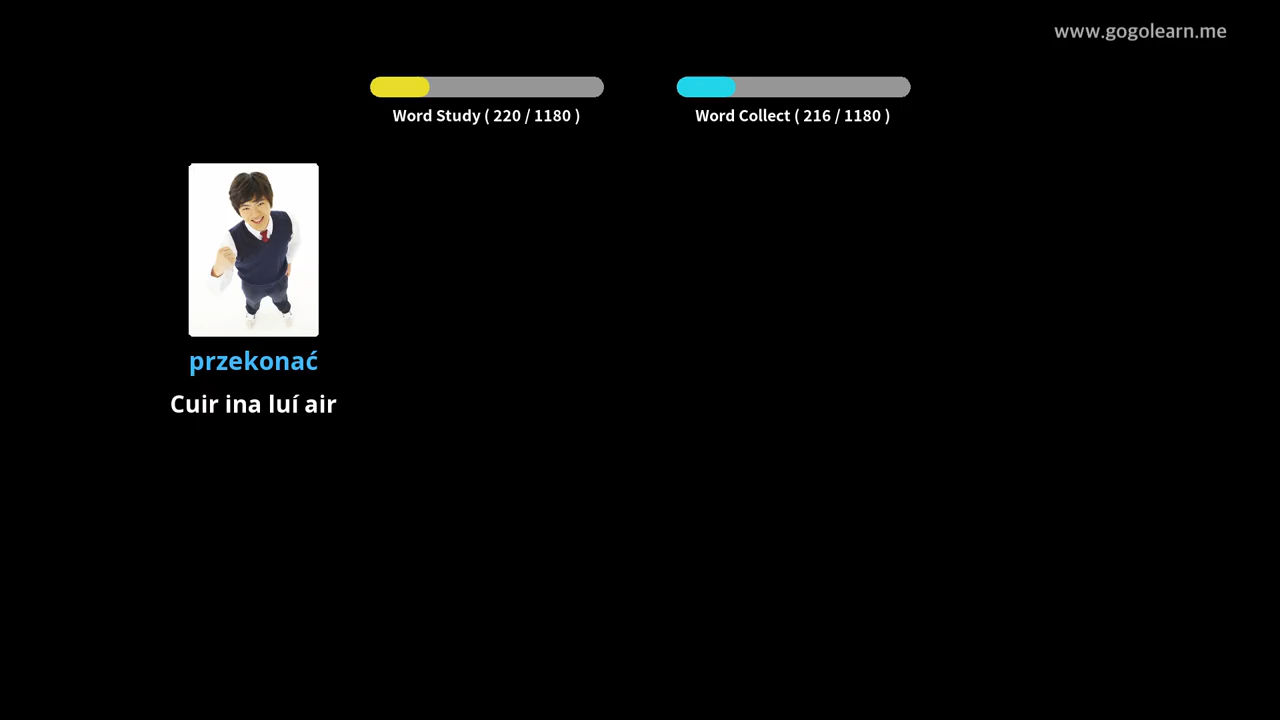 www.gogolearn.me
Word Study ( 220 / 1180 )
Word Collect ( 216 / 1180 )
przekonać
Cuir ina luí air